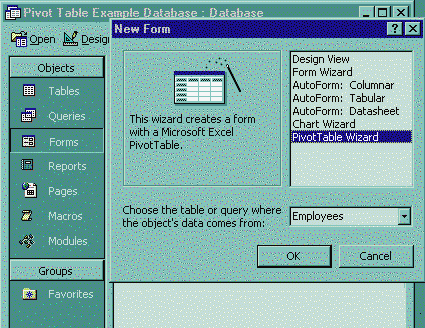 Pivot Table Example Database : Database
Open Design
Objects
Tables
Queries
Forms
Reports
Pages
Macros
Modules
Groups
Favorites
New Form
This wizard creates a form
with a Microsoft Excel
PivotTable.
Design View
Form Wizard
AutoForm: Columnar
AutoForm: Tabular
AutoForm: Datasheet
Chart Wizard
PivotTable Wizard
Choose the table or query where
the object's data comes from:
Employees
OK Cancel